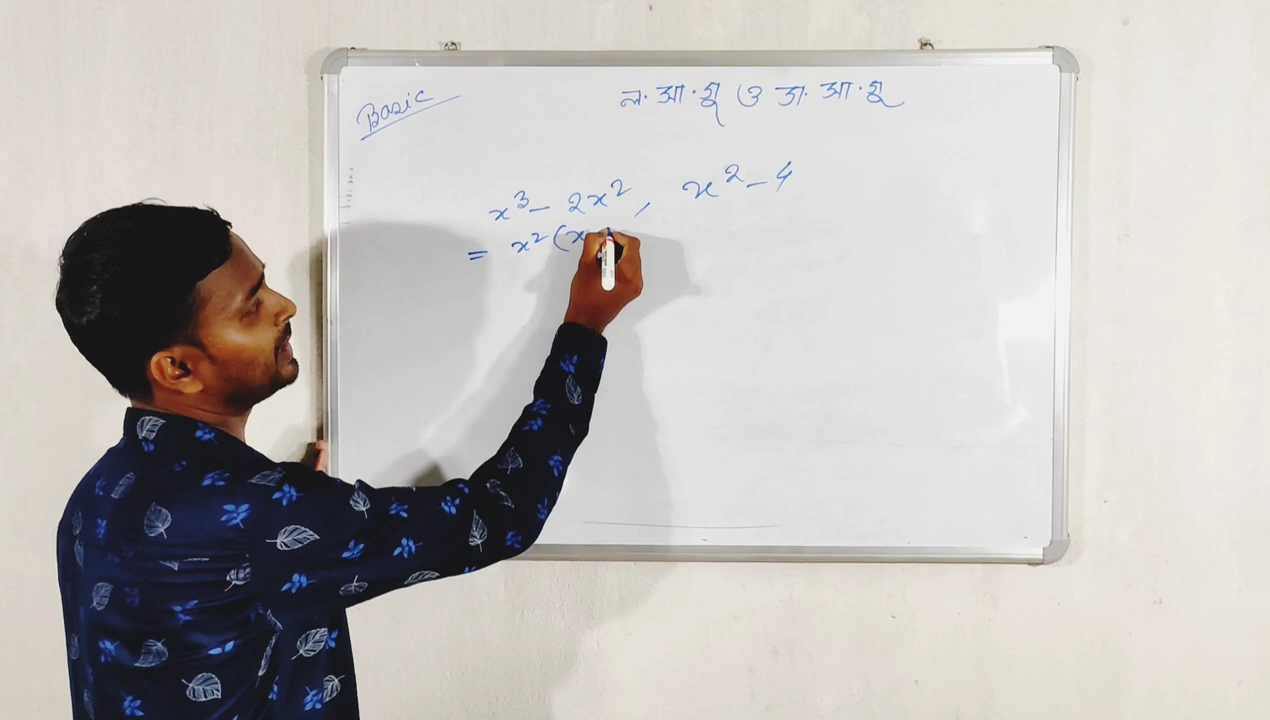 Basic
ল. সা. গু ও গ. সা. গু
x³ - 2x², x² - 4
= x² (x